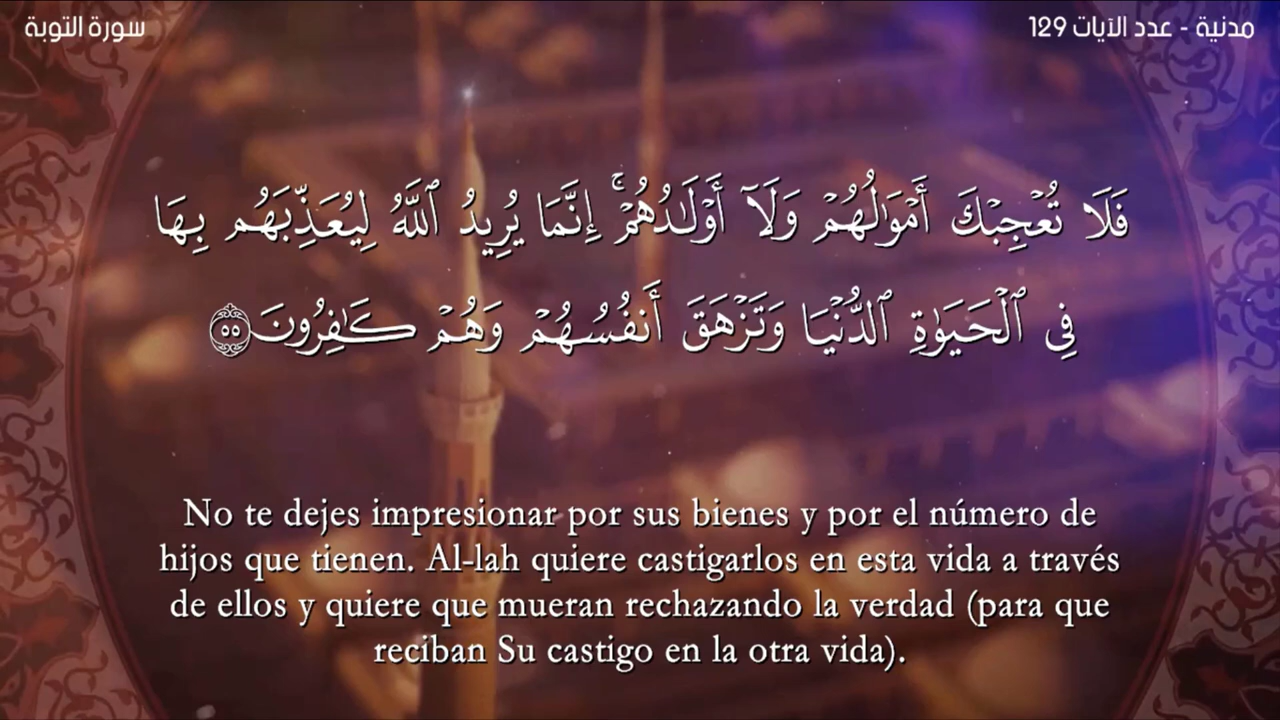 سورة التوبة
مدنية - عدد الآيات 129
فَلَا تُعْجِبْكَ أَمْوَٰلُهُمْ وَلَآ أَوْلَـٰدُهُمْ ۚ إِنَّمَا يُرِيدُ ٱللَّهُ لِيُعَذِّبَهُم بِهَا
فِى ٱلْحَيَوٰةِ ٱلدُّنْيَا وَتَزْهَقَ أَنفُسُهُمْ وَهُمْ كَـٰفِرُونَ ٥٥
No te dejes impresionar por sus bienes y por el número de
hijos que tienen. Al-lah quiere castigarlos en esta vida a través
de ellos y quiere que mueran rechazando la verdad (para que
reciban Su castigo en la otra vida).